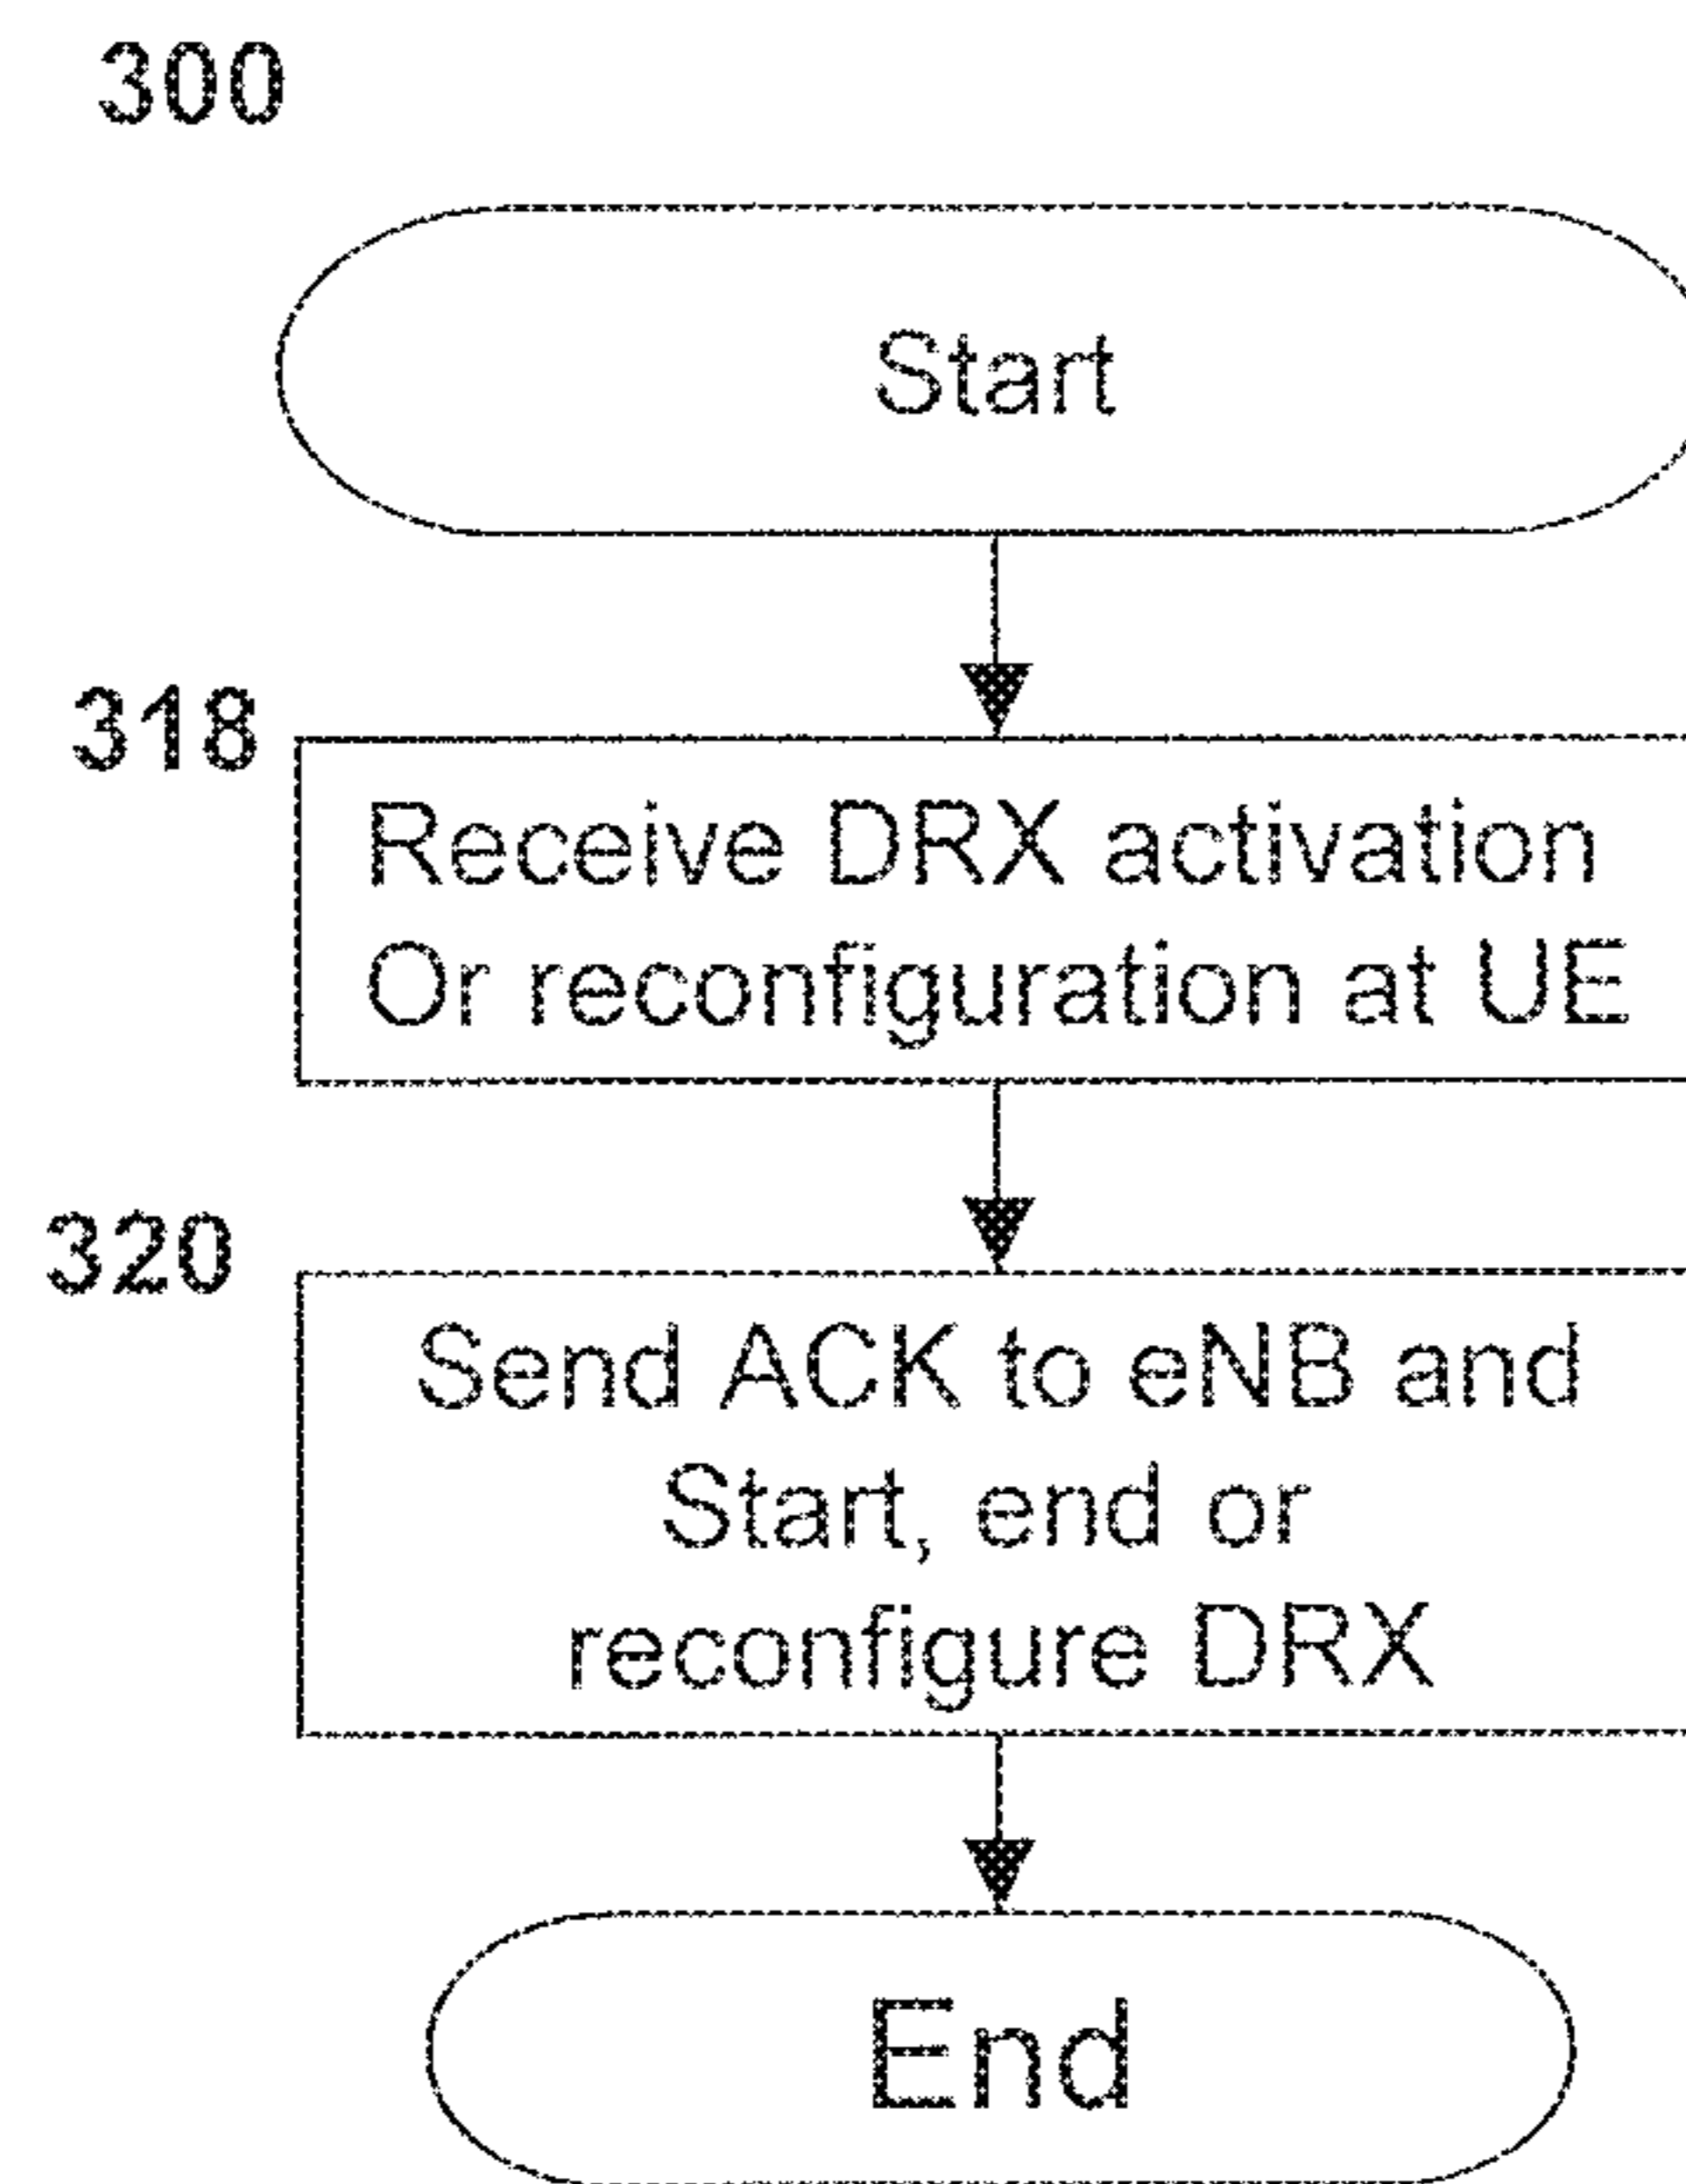 300
Start
318
Receive DRX activation
Or reconfiguration at UE
320
Send ACK to eNB and
Start, end or
reconfigure DRX
End